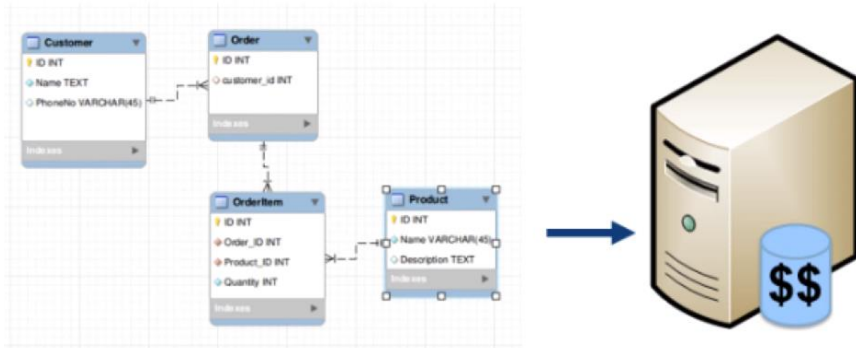 Customer
ID INT
Name TEXT
PhoneNo VARCHAR(45)
Indexes
Order
ID INT
customer_id INT
Indexes
OrderItem
ID INT
Order_ID INT
Product_ID INT
Quantity INT
Indexes
Product
ID INT
Name VARCHAR(45)
Description TEXT
Indexes
$$